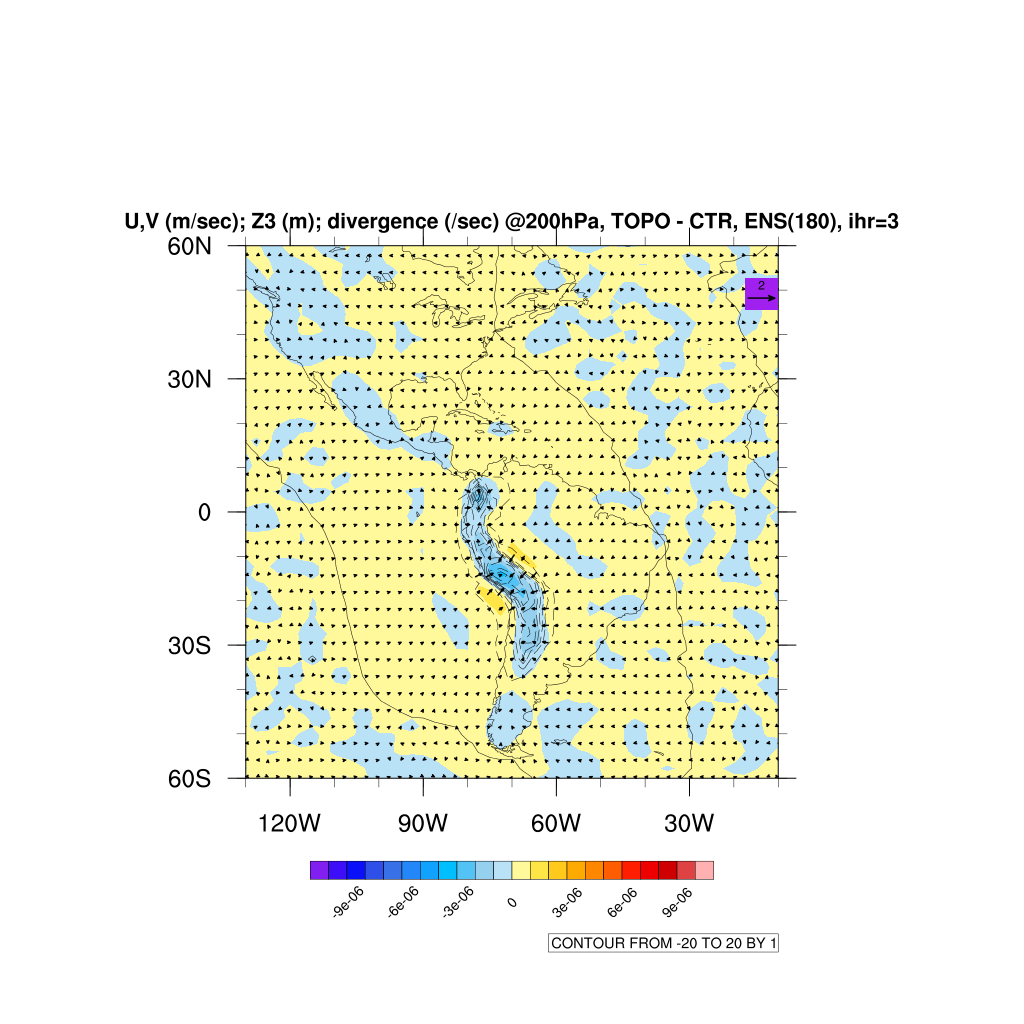 U,V (m/sec); Z3 (m); divergence (/sec) @200hPa, TOPO - CTR, ENS(180), ihr=3
60N
2
30N
0
30S
60S
120W 90W 60W 30W
-9e-06 -6e-06 -3e-06 0 3e-06 6e-06 9e-06
CONTOUR FROM -20 TO 20 BY 1